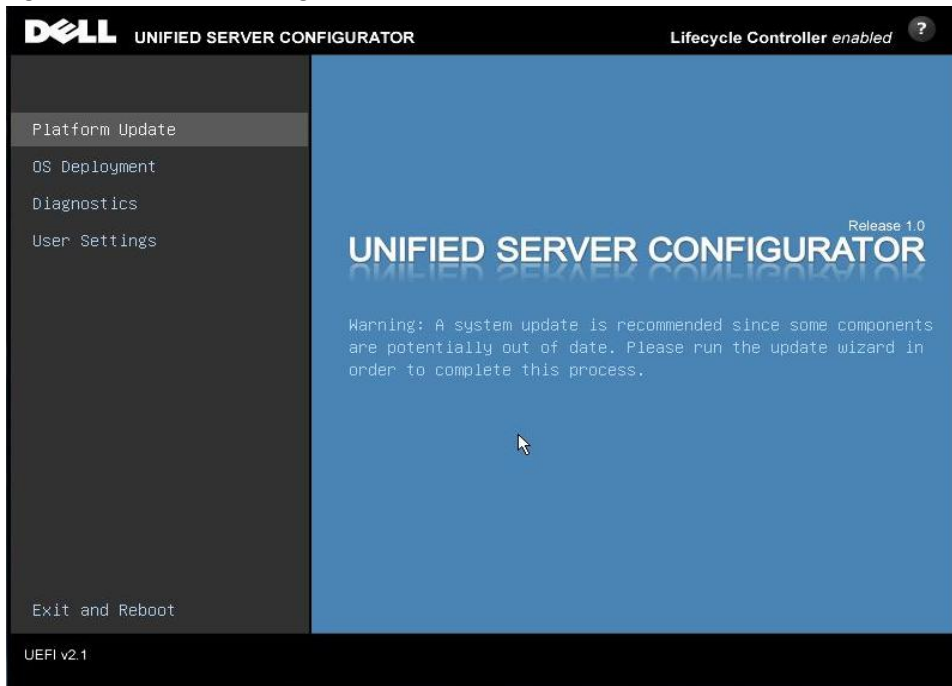 DELL UNIFIED SERVER CONFIGURATOR
Lifecycle Controller enabled ?
Platform Update
OS Deployment
Diagnostics
User Settings
Exit and Reboot
Release 1.0
UNIFIED SERVER CONFIGURATOR
Warning: A system update is recommended since some components
are potentially out of date. Please run the update wizard in
order to complete this process.
UEFI v2.1